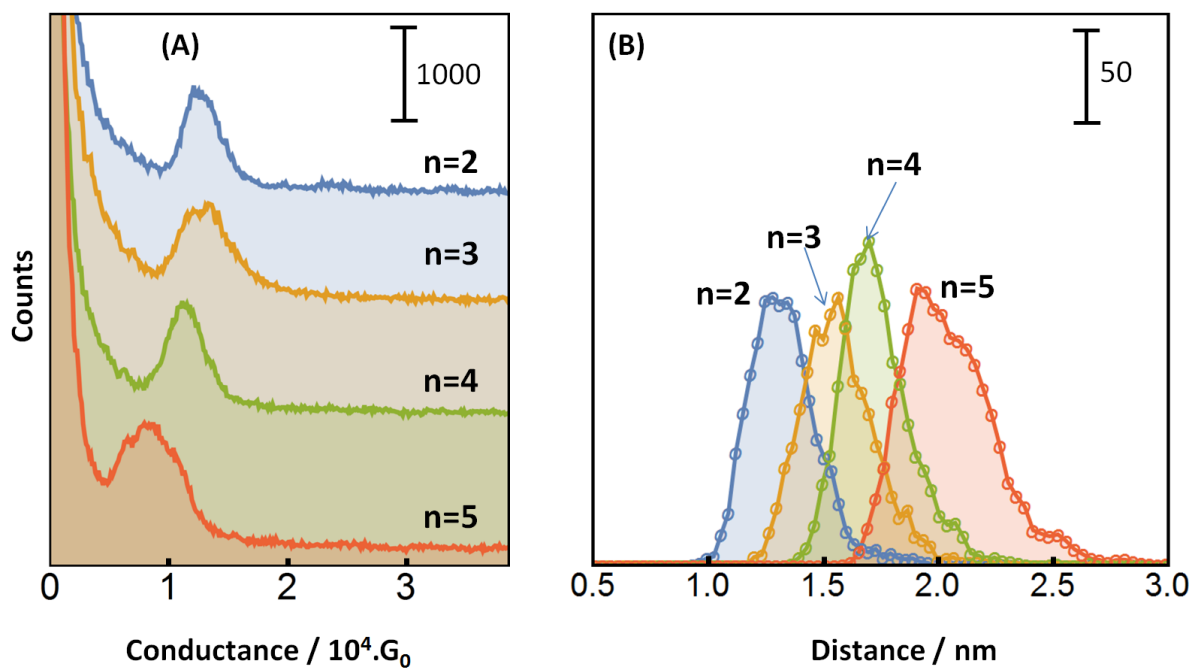 (A)
1000
n=2
n=3
n=4
n=5
Counts
0 1 2 3
Conductance / 10⁴.G₀
(B)
50
n=4
n=3
n=2
n=5
0.5 1.0 1.5 2.0 2.5 3.0
Distance / nm